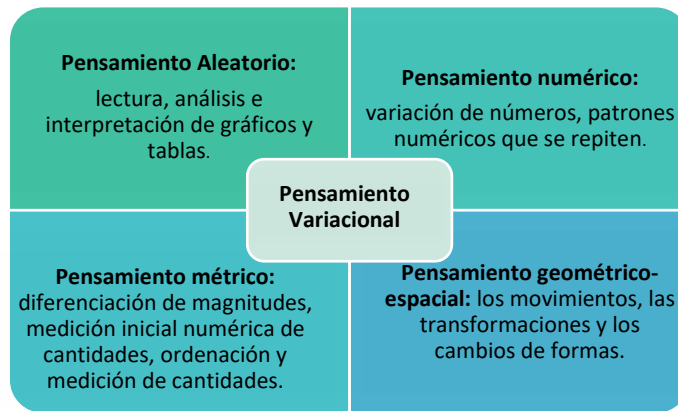 Pensamiento Aleatorio:
lectura, análisis e
interpretación de gráficos y
tablas.
Pensamiento numérico:
variación de números, patrones
numéricos que se repiten.
Pensamiento
Variacional
Pensamiento métrico:
diferenciación de magnitudes,
medición inicial numérica de
cantidades, ordenación y
medición de cantidades.
Pensamiento geométrico-
espacial: los movimientos, las
transformaciones y los
cambios de formas.